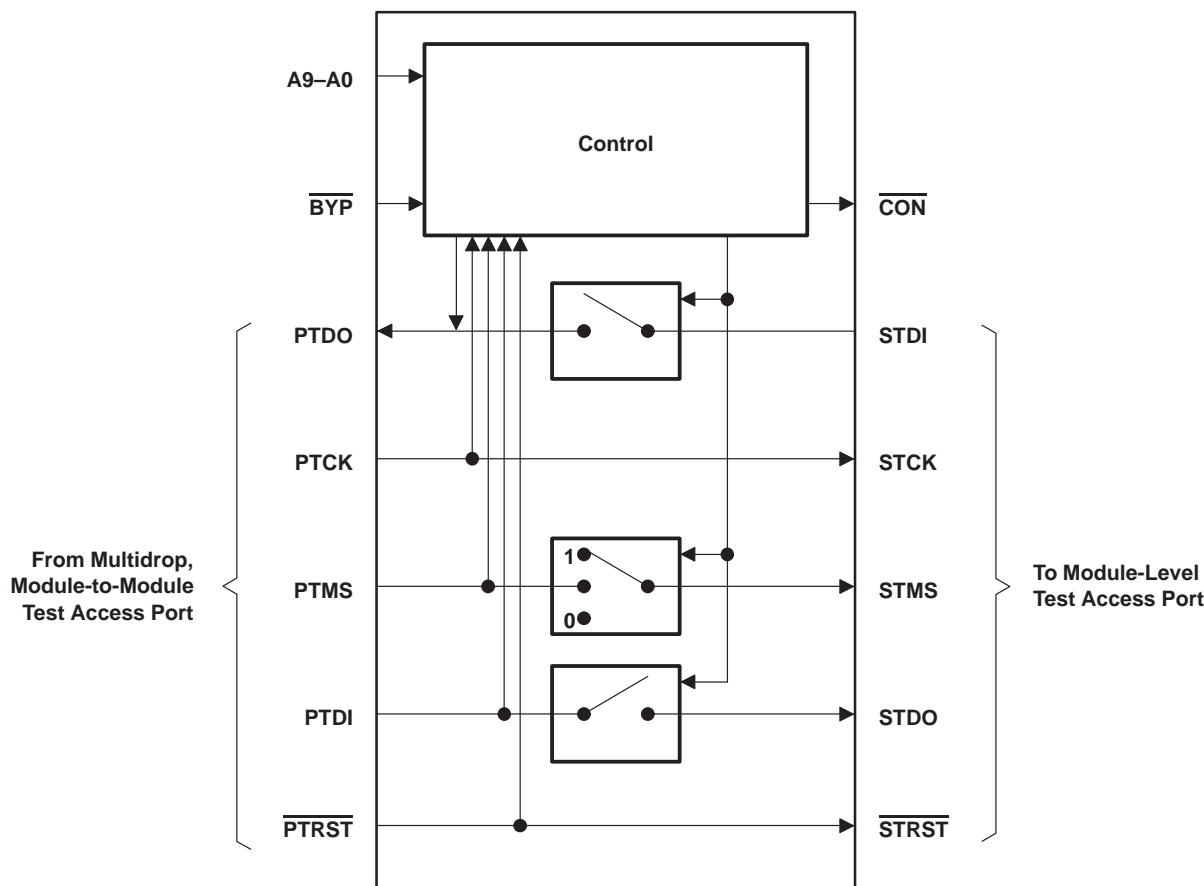 A9–A0
Control
BYP
CON
PTDO
STDI
PTCK
STCK
From Multidrop,
Module-to-Module
Test Access Port
1
PTMS
0
STMS
To Module-Level
Test Access Port
PTDI
STDO
PTRST
STRST